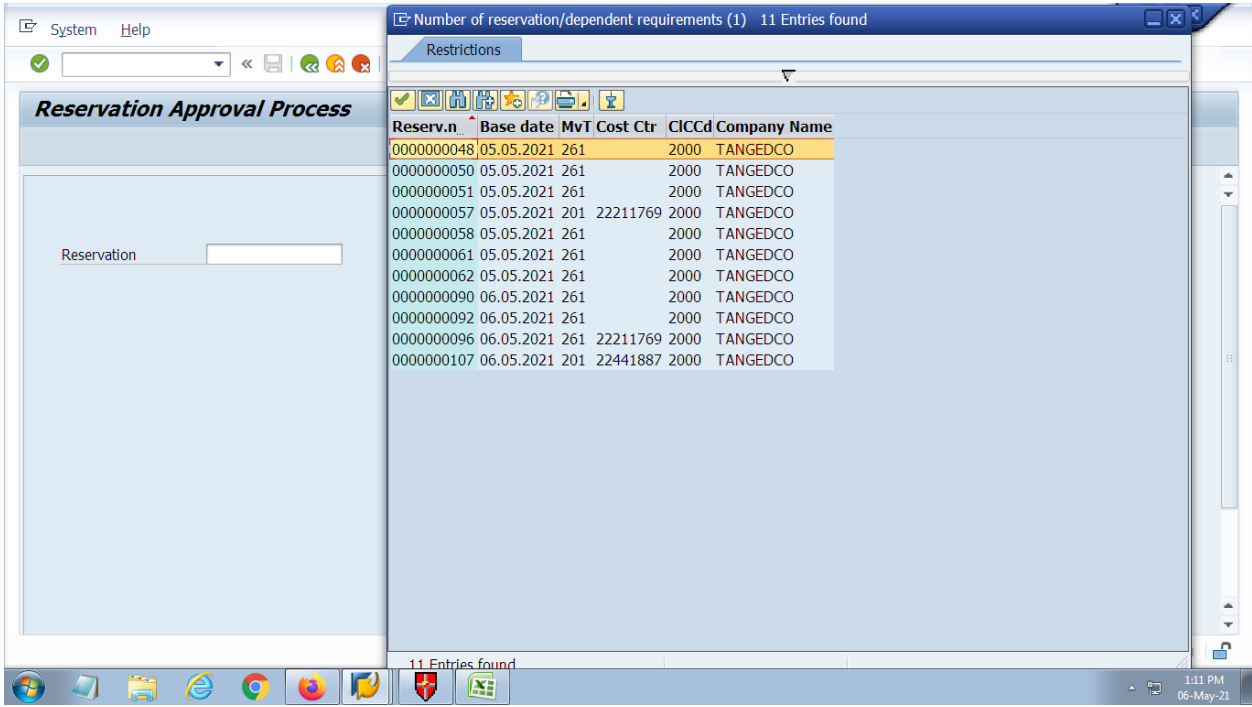 Number of reservation/dependent requirements (1) 11 Entries found
System Help
Restrictions
Reservation Approval Process
Reserv.n.. Base date MvT Cost Ctr ClCCd Company Name
0000000048 05.05.2021 261 2000 TANGEDCO
0000000050 05.05.2021 261 2000 TANGEDCO
0000000051 05.05.2021 261 2000 TANGEDCO
0000000057 05.05.2021 201 22211769 2000 TANGEDCO
0000000058 05.05.2021 261 2000 TANGEDCO
Reservation
0000000061 05.05.2021 261 2000 TANGEDCO
0000000062 05.05.2021 261 2000 TANGEDCO
0000000090 06.05.2021 261 2000 TANGEDCO
0000000092 06.05.2021 261 2000 TANGEDCO
0000000096 06.05.2021 261 22211769 2000 TANGEDCO
0000000107 06.05.2021 201 22441887 2000 TANGEDCO
11 Entries found
1:11 PM
06-May-21